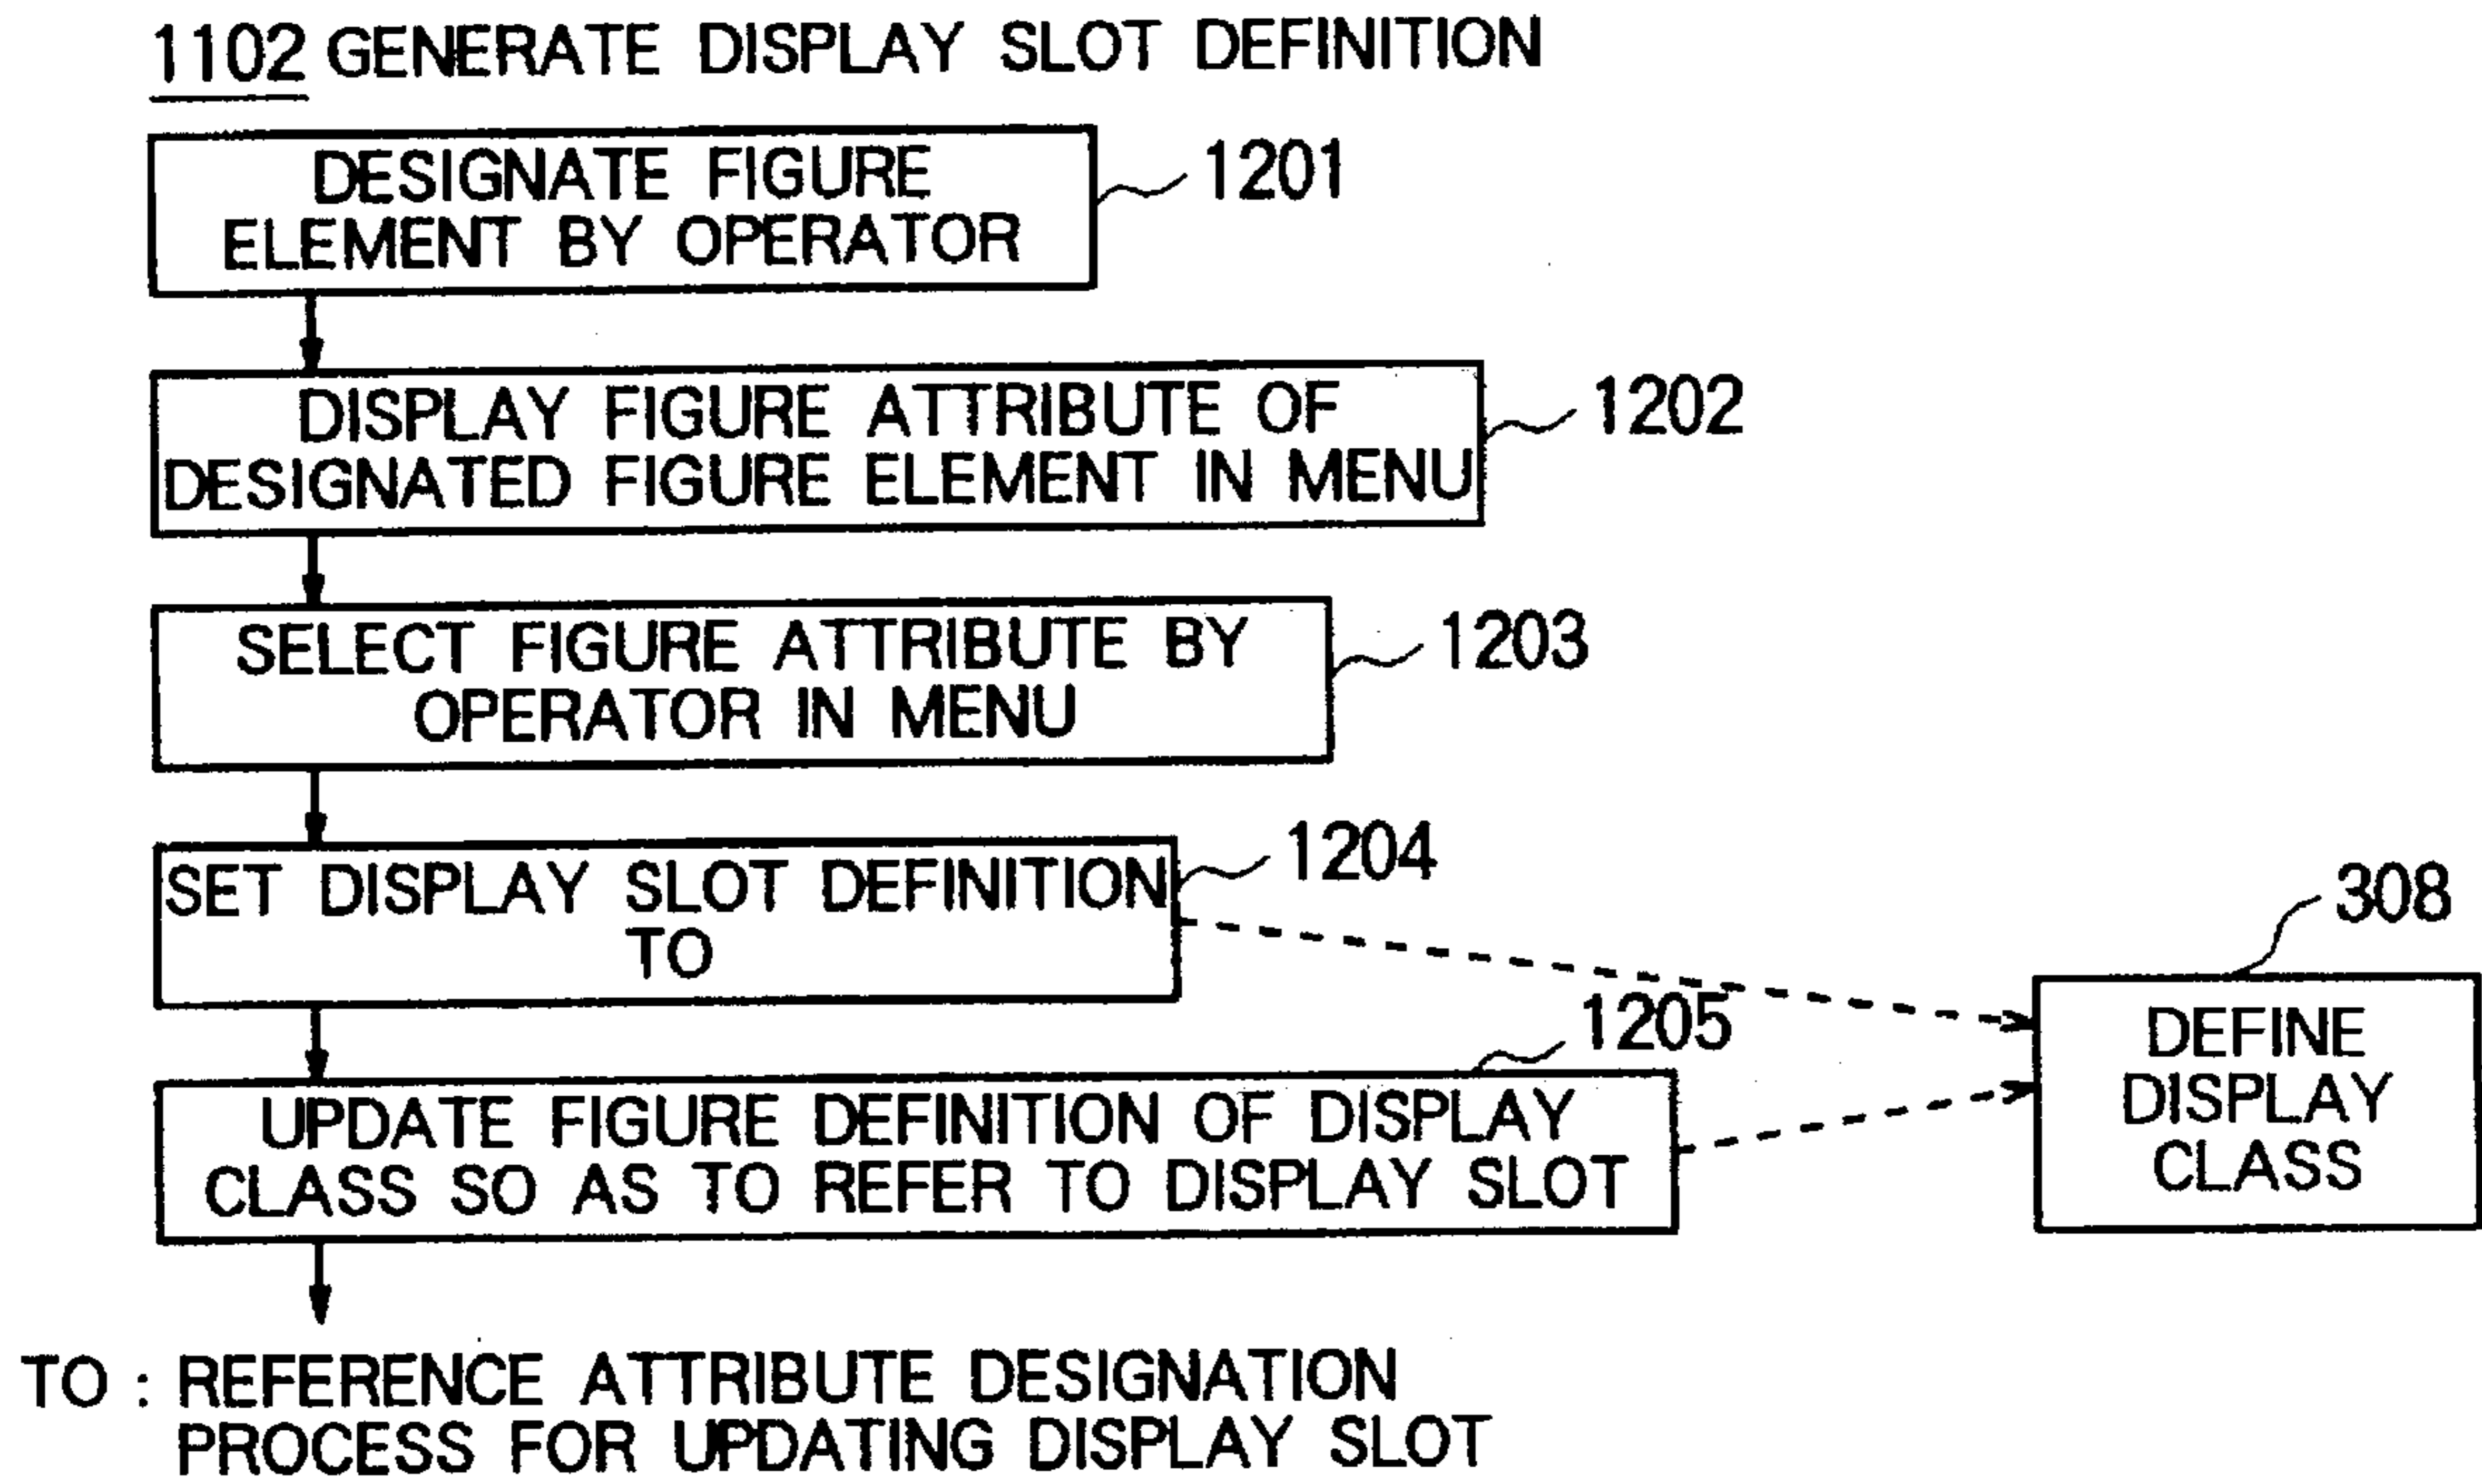 1102 GENERATE DISPLAY SLOT DEFINITION
DESIGNATE FIGURE
ELEMENT BY OPERATOR
1201
DISPLAY FIGURE ATTRIBUTE OF
DESIGNATED FIGURE ELEMENT IN MENU
1202
SELECT FIGURE ATTRIBUTE BY
OPERATOR IN MENU
1203
SET DISPLAY SLOT DEFINITION
TO
1204
308
DEFINE
DISPLAY
CLASS
1205
UPDATE FIGURE DEFINITION OF DISPLAY
CLASS SO AS TO REFER TO DISPLAY SLOT
TO : REFERENCE ATTRIBUTE DESIGNATION
PROCESS FOR UPDATING DISPLAY SLOT